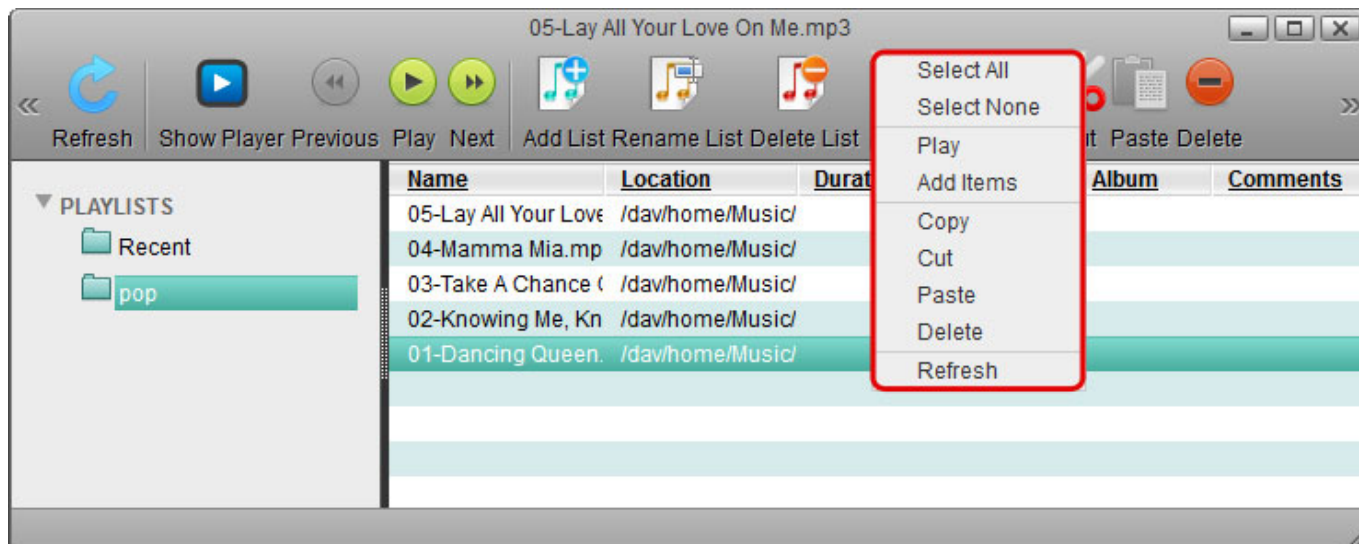 05-Lay All Your Love On Me.mp3
Refresh Show Player Previous Play Next Add List Rename List Delete List Paste Delete
Select All
Select None
Play
Add Items
Copy
Cut
Paste
Delete
Refresh
PLAYLISTS
Recent
pop
Name Location Album Comments
05-Lay All Your Love /dav/home/Music/
04-Mamma Mia.mp /dav/home/Music/
03-Take A Chance ( /dav/home/Music/
02-Knowing Me, Kn /dav/home/Music/
01-Dancing Queen. /dav/home/Music/